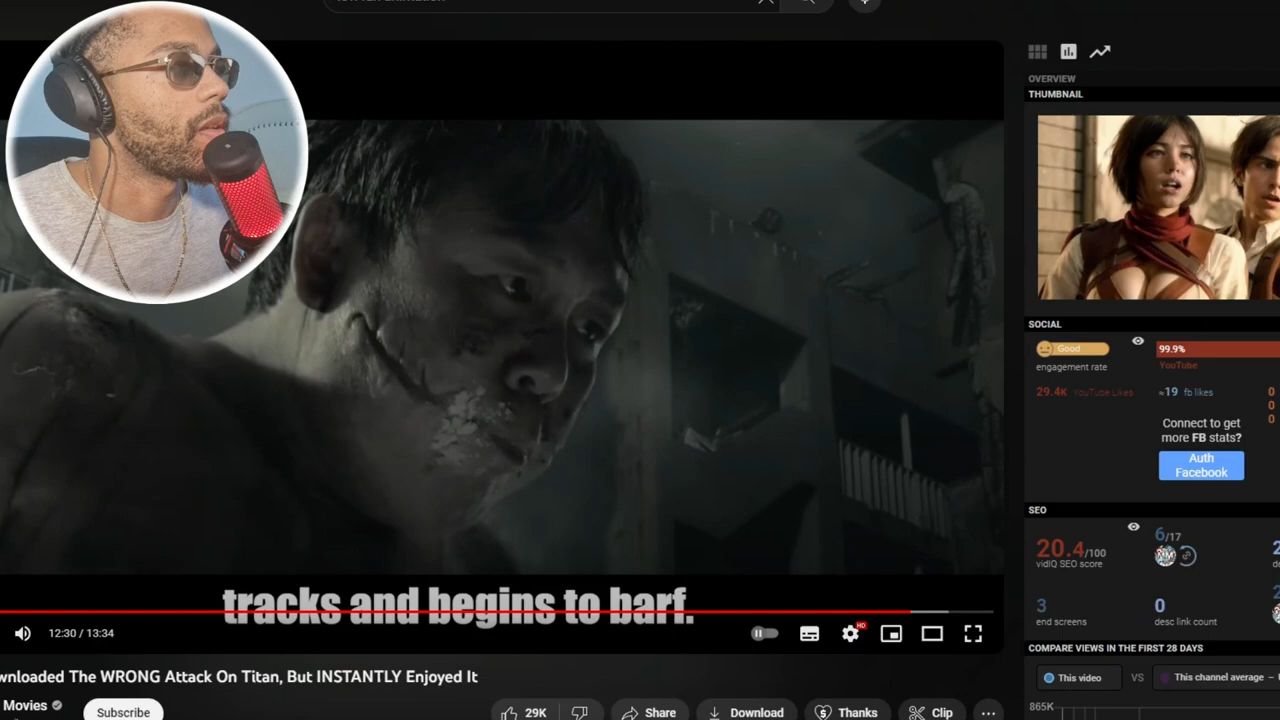 OVERVIEW
THUMBNAIL
tracks and begins to barf.
12:30 / 13:34
HD
wnloaded The WRONG Attack On Titan, But INSTANTLY Enjoyed It
Movies
Subscribe
29K
Share
Download
Thanks
Clip
SOCIAL
Good
engagement rate
99.9%
YouTube
29.4K YouTube Likes
≈19 fb likes
0
0
0
Connect to get
more FB stats?
Auth
Facebook
SEO
20.4/100
vidIQ SEO score
6/17
3
end screens
0
desc link count
COMPARE VIEWS IN THE FIRST 28 DAYS
This video
VS
This channel average –
865K